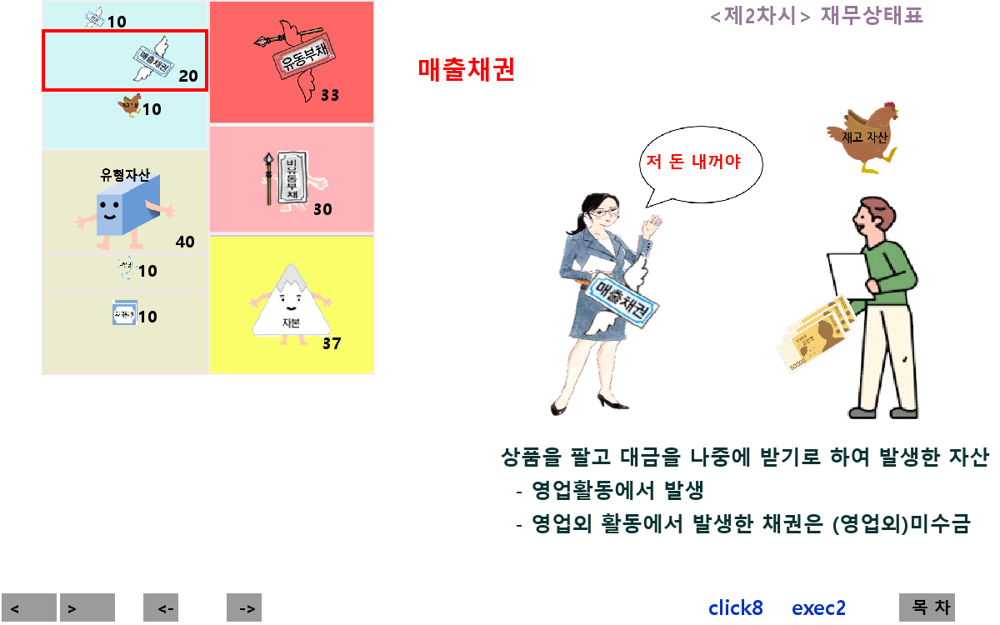 <제2차시> 재무상태표
매출채권
10
매출채권
20
재고자산
10
유형자산
40
10
10
유동부채
33
비유동부채
30
자본
37
저 돈 내꺼야
재고 자산
매출채권
50000
상품을 팔고 대금을 나중에 받기로 하여 발생한 자산
- 영업활동에서 발생
- 영업외 활동에서 발생한 채권은 (영업외)미수금
< > <- -> click8 exec2 목 차